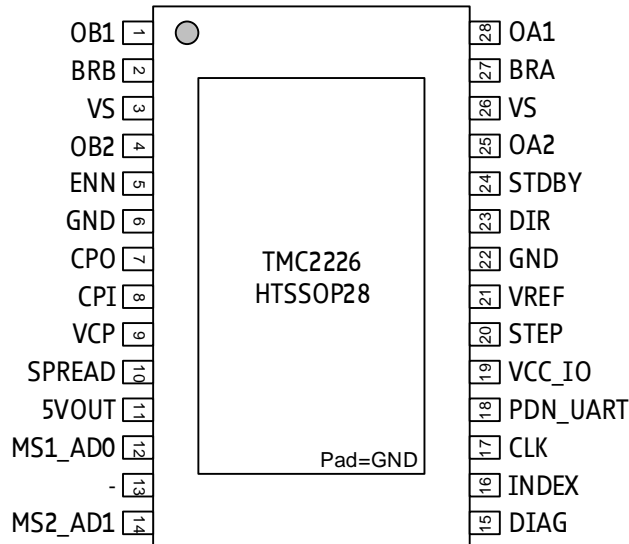 OB1 1 28 OA1
BRB 2 27 BRA
VS 3 26 VS
OB2 4 25 OA2
ENN 5 24 STDBY
GND 6 23 DIR
CPO 7 22 GND
CPI 8 21 VREF
VCP 9 20 STEP
SPREAD 10 19 VCC_IO
5VOUT 11 18 PDN_UART
MS1_AD0 12 17 CLK
- 13 16 INDEX
MS2_AD1 14 15 DIAG
TMC2226
HTSSOP28
Pad=GND